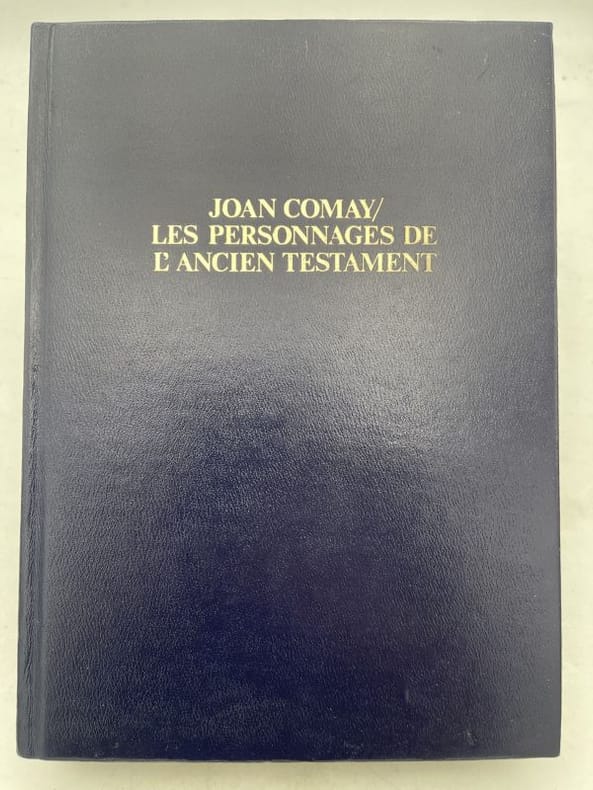 JOAN COMAY/
LES PERSONNAGES DE
L'ANCIEN TESTAMENT